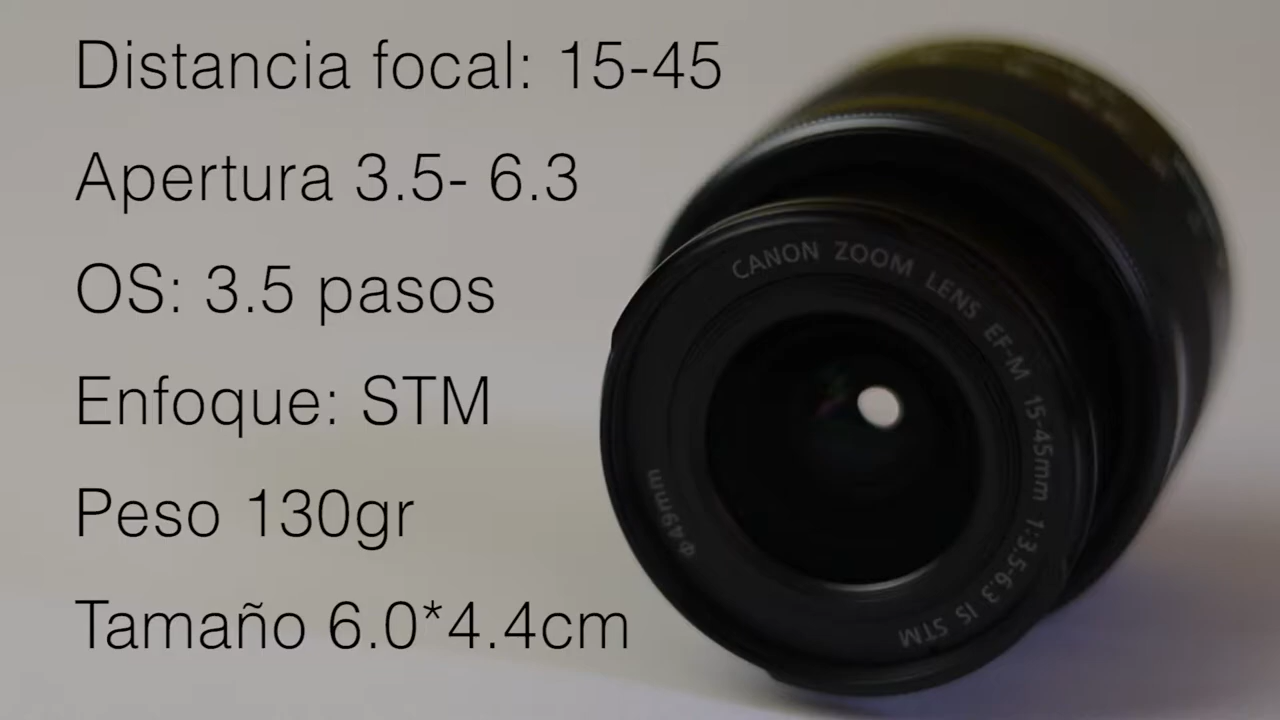 Distancia focal: 15-45
Apertura 3.5- 6.3
OS: 3.5 pasos
Enfoque: STM
Peso 130gr
Tamaño 6.0*4.4cm
CANON ZOOM LENS EF-M 15-45mm 1:3.5-6.3 IS STM
Φ49mm